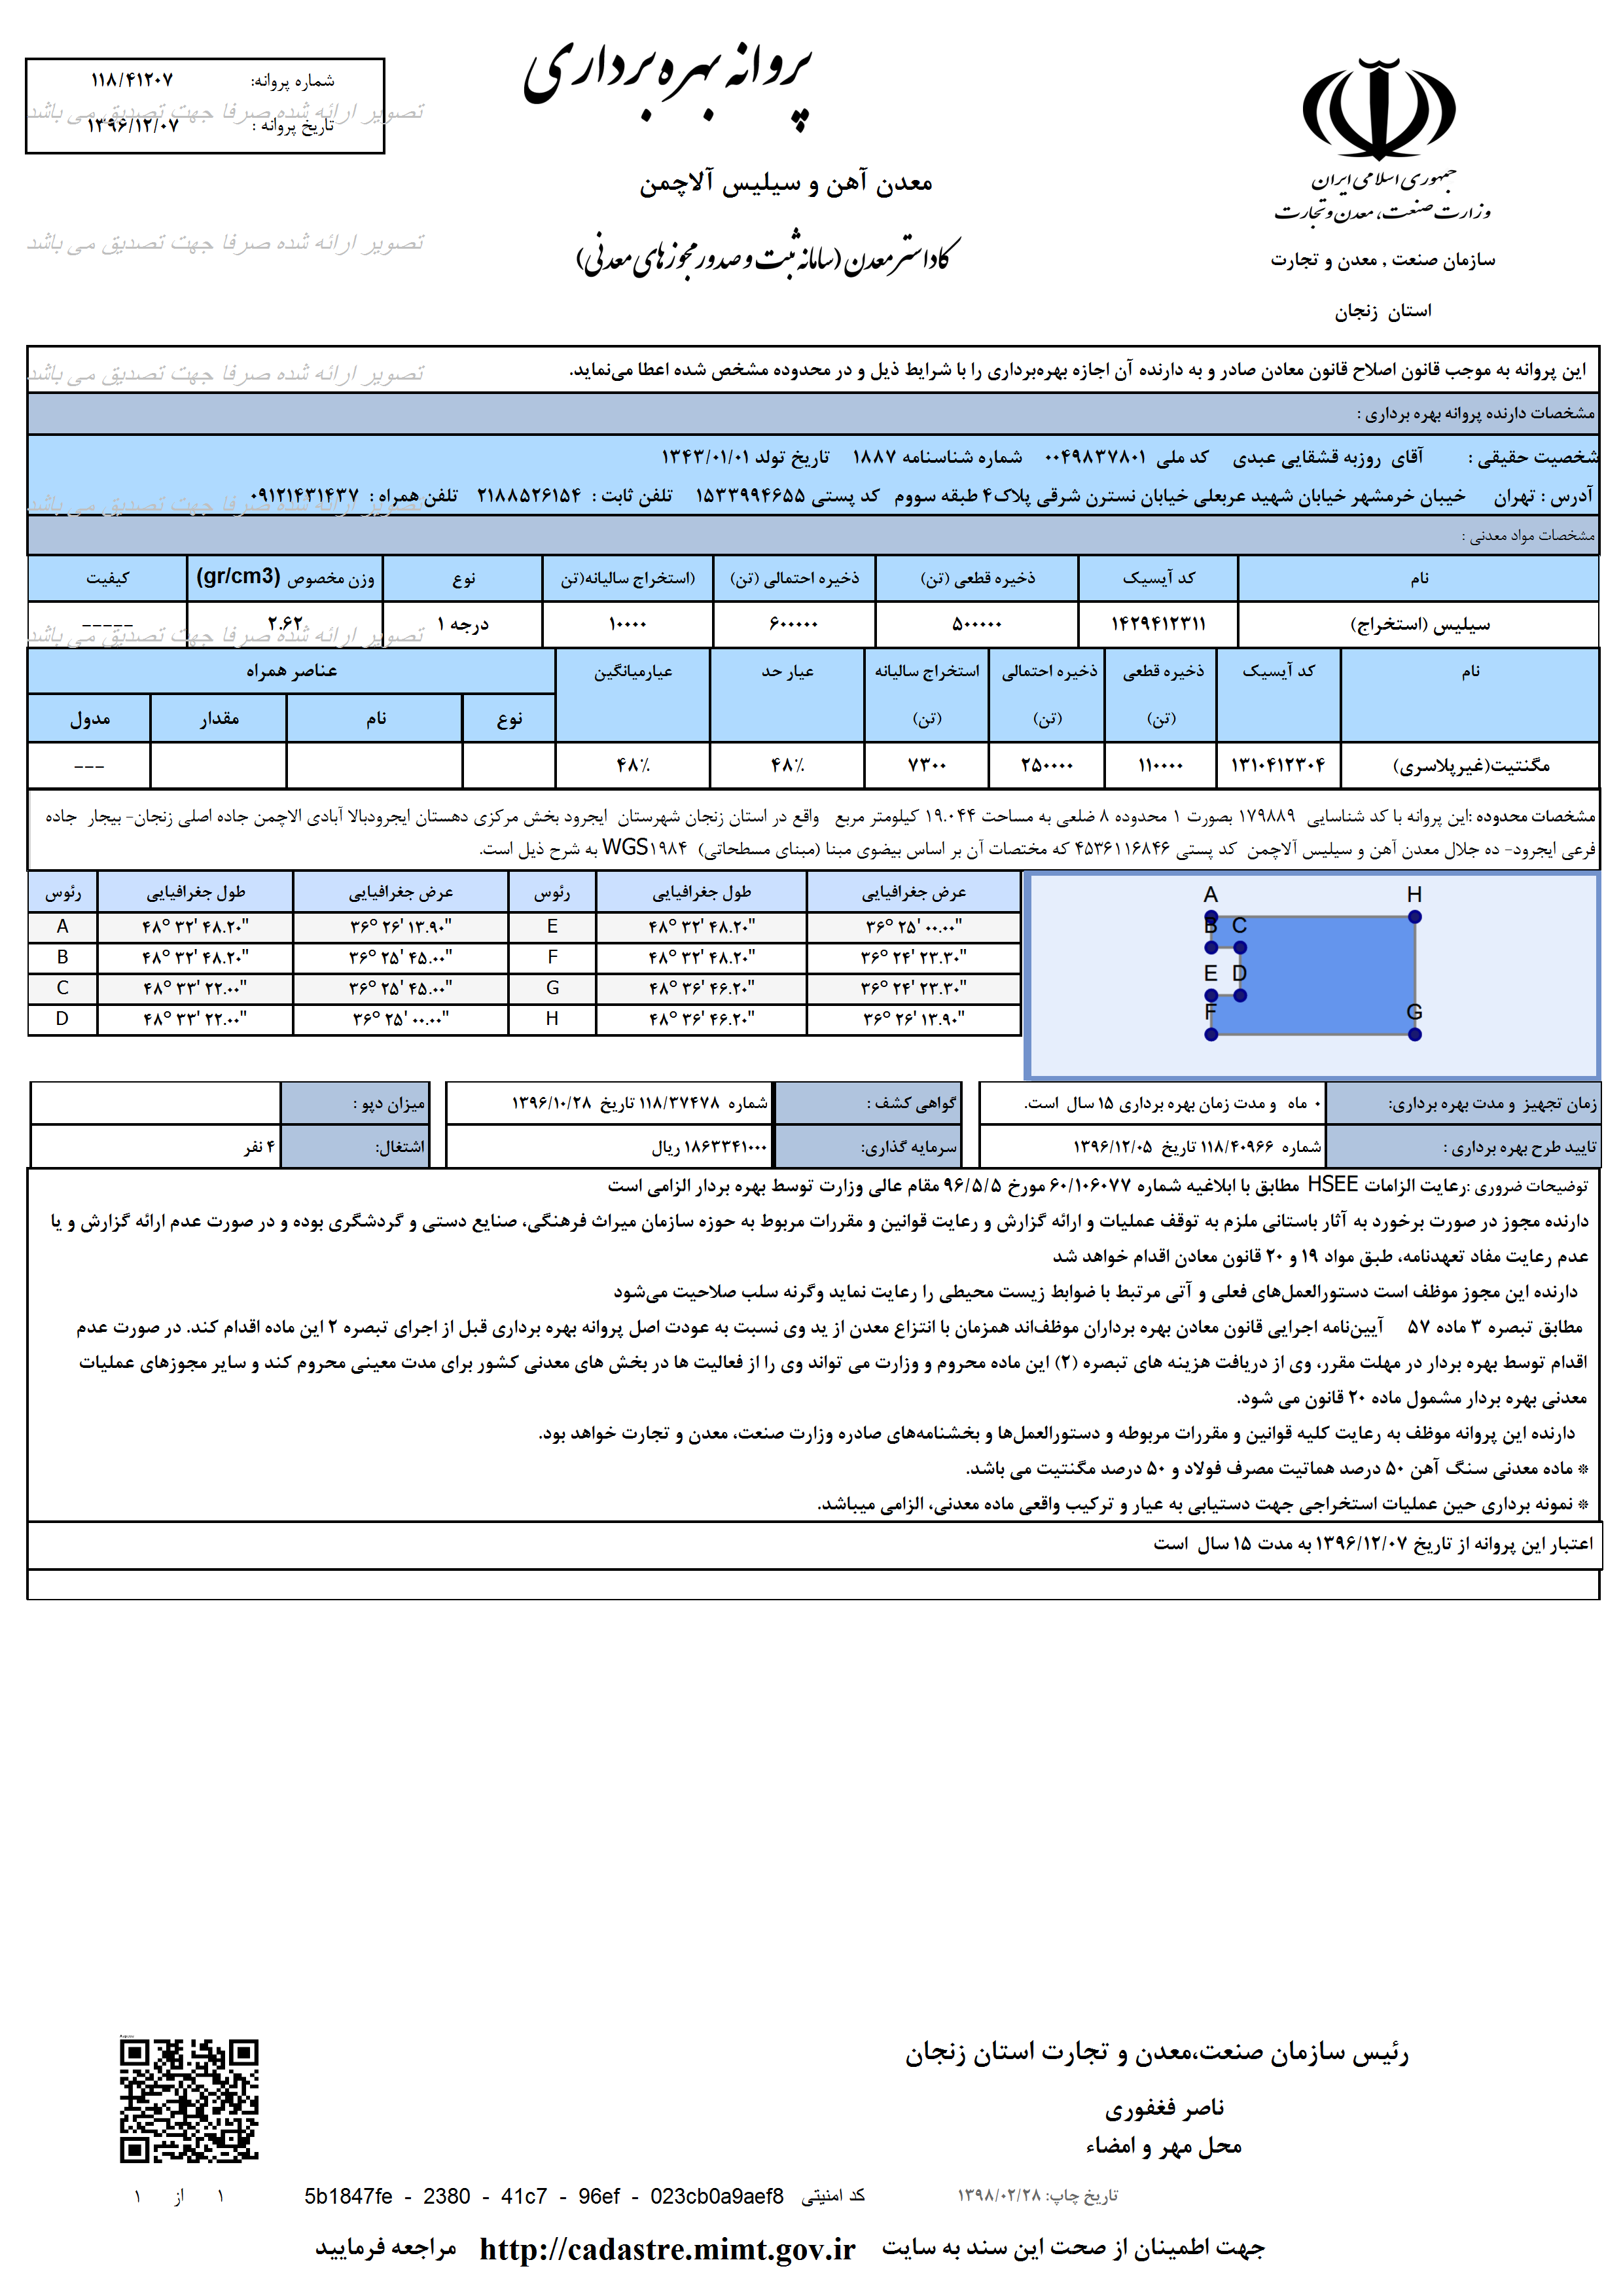 جمهوری اسلامی ایران
وزارت صنعت، معدن و تجارت
سازمان صنعت , معدن و تجارت
استان زنجان
پروانه بهره برداری
معدن آهن و سیلیس آلاچمن
کاداستر معدن (سامانه ثبت و صدور مجوزهای معدنی)
شماره پروانه: ۱۱۸/۴۱۲۰۷
تصویر ارائه شده صرفا جهت تصدیق می باشد
تاریخ پروانه : ۱۳۹۶/۱۲/۰۷
تصویر ارائه شده صرفا جهت تصدیق می باشد
تصویر ارائه شده صرفا جهت تصدیق می باشد
این پروانه به موجب قانون اصلاح قانون معادن صادر و به دارنده آن اجازه بهره‌برداری را با شرایط ذیل و در محدوده مشخص شده اعطا می‌نماید.
مشخصات دارنده پروانه بهره برداری :
شخصیت حقیقی : آقای روزبه قشقایی عبدی کد ملی ۰۰۴۹۸۳۷۸۰۱ شماره شناسنامه ۱۸۸۷ تاریخ تولد ۱۳۴۳/۰۱/۰۱
آدرس : تهران خیبان خرمشهر خیابان شهید عربعلی خیابان نسترن شرقی پلاک۴ طبقه سووم کد پستی ۱۵۳۳۹۹۴۶۵۵ تلفن ثابت : ۲۱۸۸۵۲۶۱۵۴ تلفن همراه : ۰۹۱۲۱۴۳۱۴۳۷
تصویر ارائه شده صرفا جهت تصدیق می باشد
مشخصات مواد معدنی :
نام کد آیسیک ذخیره قطعی (تن) ذخیره احتمالی (تن) استخراج سالیانه(تن) نوع وزن مخصوص (gr/cm3) کیفیت
سیلیس (استخراج) ۱۴۲۹۴۱۲۳۱۱ ۵۰۰۰۰۰ ۶۰۰۰۰۰ ۱۰۰۰۰ درجه ۱ ۲.۶۲ -----
تصویر ارائه شده صرفا جهت تصدیق می باشد
نام کد آیسیک ذخیره قطعی (تن) ذخیره احتمالی (تن) استخراج سالیانه (تن) عیار حد عیارمیانگین عناصر همراه
نوع نام مقدار مدول
مگنتیت(غیرپلاسری) ۱۳۱۰۴۱۲۳۰۴ ۱۱۰۰۰۰ ۲۵۰۰۰۰ ۷۳۰۰ ۴۸٪ ۴۸٪ ---
مشخصات محدوده :این پروانه با کد شناسایی ۱۷۹۸۸۹ بصورت ۱ محدوده ۸ ضلعی به مساحت ۱۹.۰۴۴ کیلومتر مربع واقع در استان زنجان شهرستان ایجرود بخش مرکزی دهستان ایجرودبالا آبادی الاچمن جاده اصلی زنجان- بیجار جاده
فرعی ایجرود- ده جلال معدن آهن و سیلیس آلاچمن کد پستی ۴۵۳۶۱۱۶۸۴۶ که مختصات آن بر اساس بیضوی مبنا (مبنای مسطحاتی) WGS۱۹۸۴ به شرح ذیل است.
رئوس طول جغرافیایی عرض جغرافیایی رئوس طول جغرافیایی عرض جغرافیایی
A ۴۸° ۳۲' ۴۸.۲۰" ۳۶° ۲۶' ۱۳.۹۰" E ۴۸° ۳۲' ۴۸.۲۰" ۳۶° ۲۵' ۰۰.۰۰"
B ۴۸° ۳۲' ۴۸.۲۰" ۳۶° ۲۵' ۴۵.۰۰" F ۴۸° ۳۲' ۴۸.۲۰" ۳۶° ۲۴' ۲۳.۳۰"
C ۴۸° ۳۳' ۲۲.۰۰" ۳۶° ۲۵' ۴۵.۰۰" G ۴۸° ۳۶' ۴۶.۲۰" ۳۶° ۲۴' ۲۳.۳۰"
D ۴۸° ۳۳' ۲۲.۰۰" ۳۶° ۲۵' ۰۰.۰۰" H ۴۸° ۳۶' ۴۶.۲۰" ۳۶° ۲۶' ۱۳.۹۰"
A H
B C
E D
F G
زمان تجهیز و مدت بهره برداری: ۰ ماه و مدت زمان بهره برداری ۱۵ سال است. گواهی کشف : شماره ۱۱۸/۳۷۴۷۸ تاریخ ۱۳۹۶/۱۰/۲۸ میزان دپو :
تایید طرح بهره برداری : شماره ۱۱۸/۴۰۹۶۶ تاریخ ۱۳۹۶/۱۲/۰۵ سرمایه گذاری: ۱۸۶۳۳۴۱۰۰۰ ریال اشتغال: ۴ نفر
توضیحات ضروری :رعایت الزامات HSEE مطابق با ابلاغیه شماره ۶۰/۱۰۶۰۷۷ مورخ ۹۶/۵/۵ مقام عالی وزارت توسط بهره بردار الزامی است
دارنده مجوز در صورت برخورد به آثار باستانی ملزم به توقف عملیات و ارائه گزارش و رعایت قوانین و مقررات مربوط به حوزه سازمان میراث فرهنگی، صنایع دستی و گردشگری بوده و در صورت عدم ارائه گزارش و یا
عدم رعایت مفاد تعهدنامه، طبق مواد ۱۹ و ۲۰ قانون معادن اقدام خواهد شد
دارنده این مجوز موظف است دستورالعمل‌های فعلی و آتی مرتبط با ضوابط زیست محیطی را رعایت نماید وگرنه سلب صلاحیت می‌شود
مطابق تبصره ۳ ماده ۵۷ آیین‌نامه اجرایی قانون معادن بهره برداران موظف‌اند همزمان با انتزاع معدن از ید وی نسبت به عودت اصل پروانه بهره برداری قبل از اجرای تبصره ۲ این ماده اقدام کند. در صورت عدم
اقدام توسط بهره بردار در مهلت مقرر، وی از دریافت هزینه های تبصره (۲) این ماده محروم و وزارت می تواند وی را از فعالیت ها در بخش های معدنی کشور برای مدت معینی محروم کند و سایر مجوزهای عملیات
معدنی بهره بردار مشمول ماده ۲۰ قانون می شود.
دارنده این پروانه موظف به رعایت کلیه قوانین و مقررات مربوطه و دستورالعمل‌ها و بخشنامه‌های صادره وزارت صنعت، معدن و تجارت خواهد بود.
* ماده معدنی سنگ آهن ۵۰ درصد هماتیت مصرف فولاد و ۵۰ درصد مگنتیت می باشد.
* نمونه برداری حین عملیات استخراجی جهت دستیابی به عیار و ترکیب واقعی ماده معدنی، الزامی میباشد.
اعتبار این پروانه از تاریخ ۱۳۹۶/۱۲/۰۷ به مدت ۱۵ سال است
رئیس سازمان صنعت،معدن و تجارت استان زنجان
ناصر فغفوری
محل مهر و امضاء
تاریخ چاپ: ۱۳۹۸/۰۲/۲۸
کد امنیتی 5b1847fe - 2380 - 41c7 - 96ef - 023cb0a9aef8
۱ از ۱
جهت اطمینان از صحت این سند به سایت http://cadastre.mimt.gov.ir مراجعه فرمایید